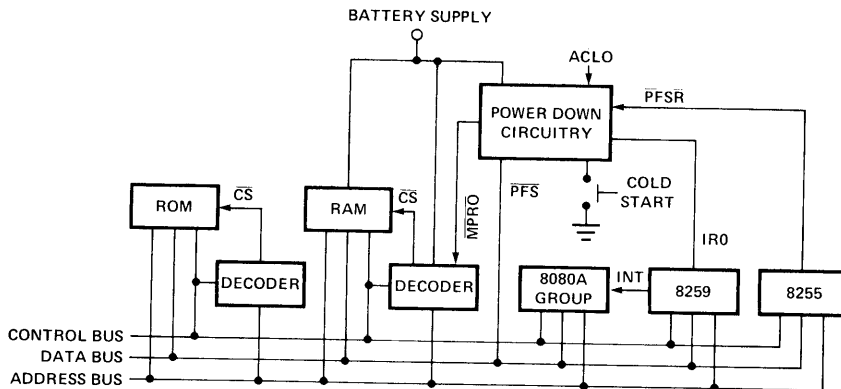 BATTERY SUPPLY
ACLO
PFSR
POWER DOWN
CIRCUITRY
COLD
START
CS
ROM
CS
RAM
MPRO
PFS
IR0
DECODER
DECODER
8080A
GROUP
INT
8259
8255
CONTROL BUS
DATA BUS
ADDRESS BUS